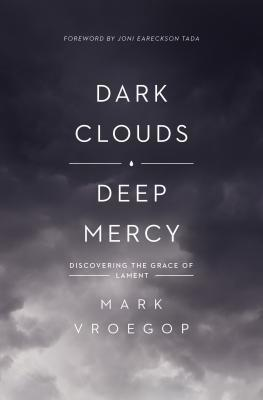 FOREWORD BY JONI EARECKSON TADA
DARK
CLOUDS
DEEP
MERCY
DISCOVERING THE GRACE OF
LAMENT
MARK
VROEGOP